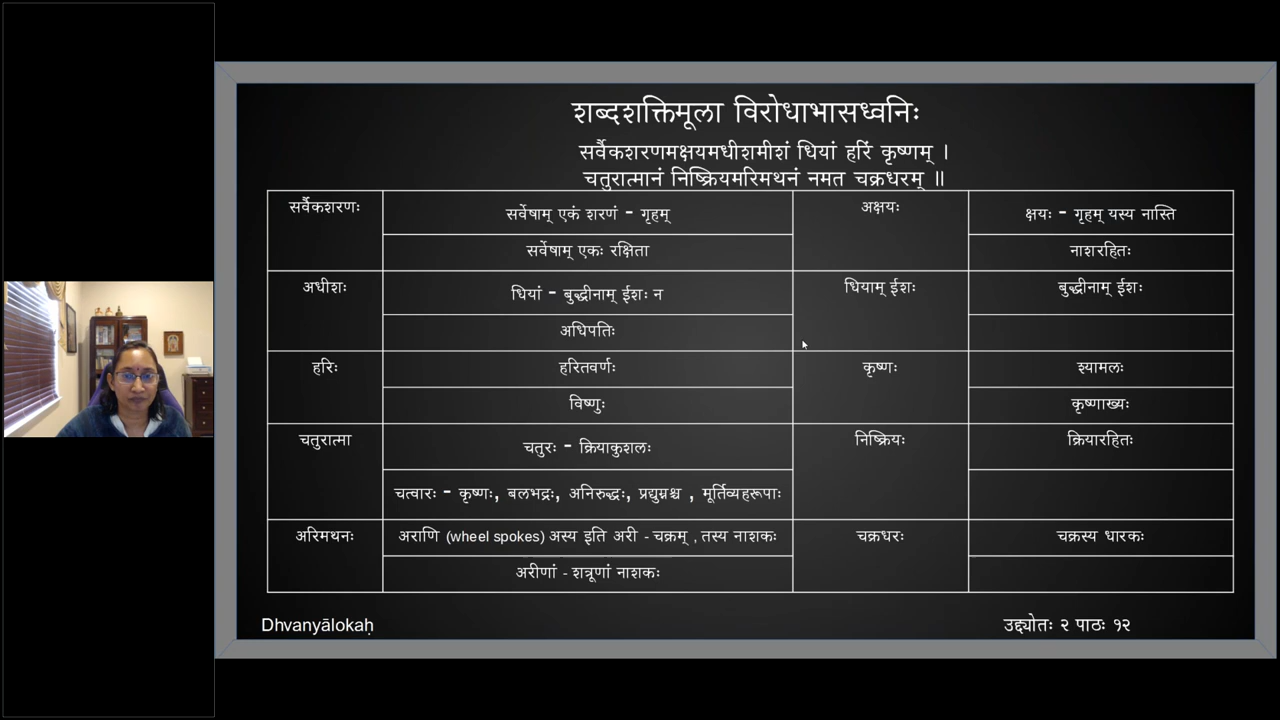 शब्दशक्तिमूला विरोधाभासध्वनिः
सर्वैकशरणमक्षयमधीशमीशं धियां हरिं कृष्णम् ।
चतुरात्मानं निष्क्रियमरिमथनं नमत चक्रधरम् ॥
सर्वैकशरणः सर्वेषाम् एकं शरणं - गृहम् अक्षयः क्षयः - गृहम् यस्य नास्ति
सर्वेषाम् एकः रक्षिता नाशरहितः
अधीशः धियां - बुद्धीनाम् ईशः न धियाम् ईशः बुद्धीनाम् ईशः
अधिपतिः
हरिः हरितवर्णः कृष्णः श्यामलः
विष्णुः कृष्णाख्यः
चतुरात्मा चतुरः - क्रियाकुशलः निष्क्रियः क्रियारहितः
चत्वारः - कृष्णः, बलभद्रः, अनिरुद्धः, प्रद्युम्नश्च , मूर्तिव्यहरूपाः
अरिमथनः अराणि (wheel spokes) अस्य इति अरी - चक्रम् , तस्य नाशकः चक्रधरः चक्रस्य धारकः
अरीणां - शत्रूणां नाशकः
Dhvanyālokaḥ उद्द्योतः २ पाठः १२